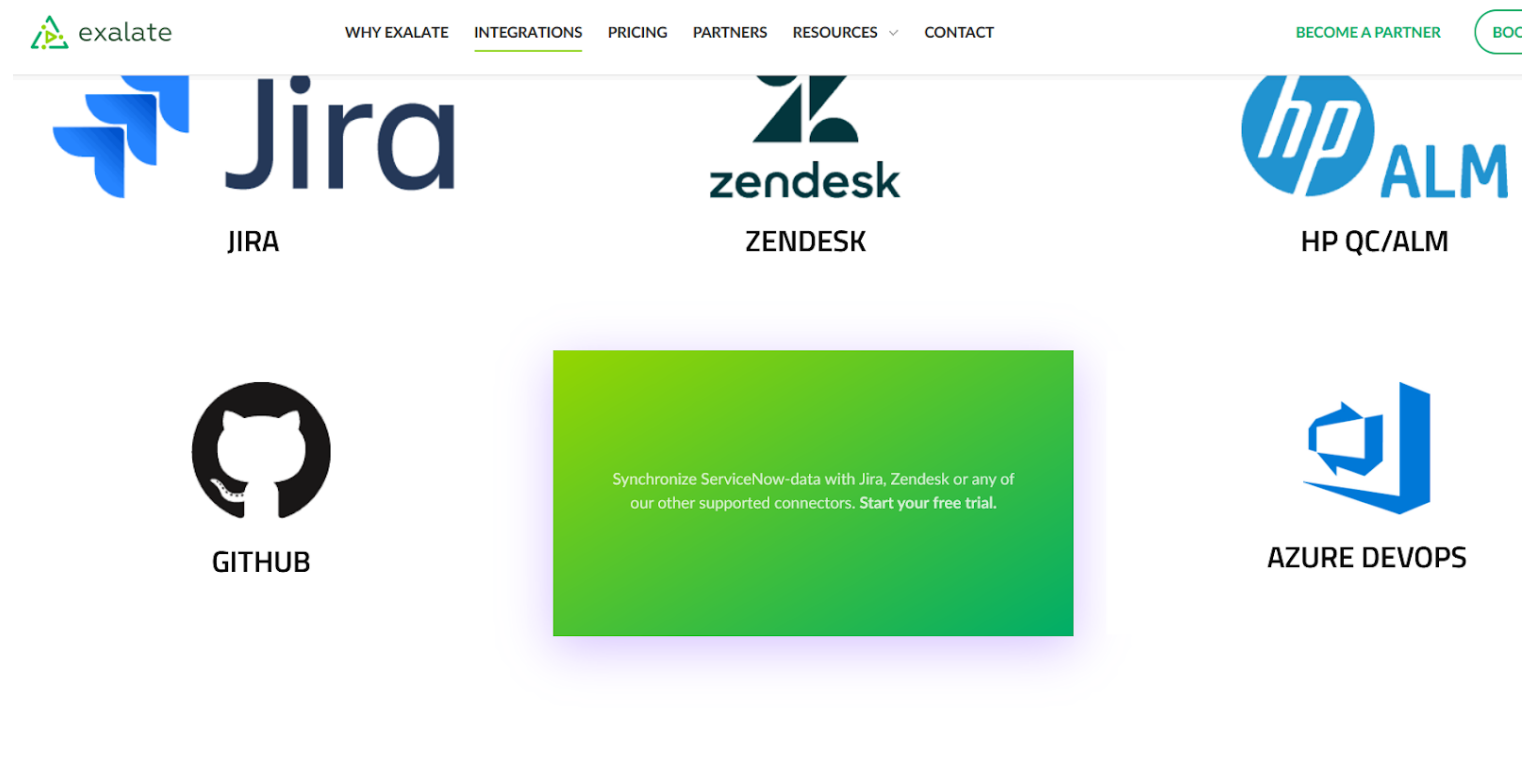 exalate
WHY EXALATE INTEGRATIONS PRICING PARTNERS RESOURCES CONTACT
BECOME A PARTNER
Jira
zendesk
hp ALM
JIRA
ZENDESK
HP QC/ALM
Synchronize ServiceNow-data with Jira, Zendesk or any of
our other supported connectors. Start your free trial.
GITHUB
AZURE DEVOPS